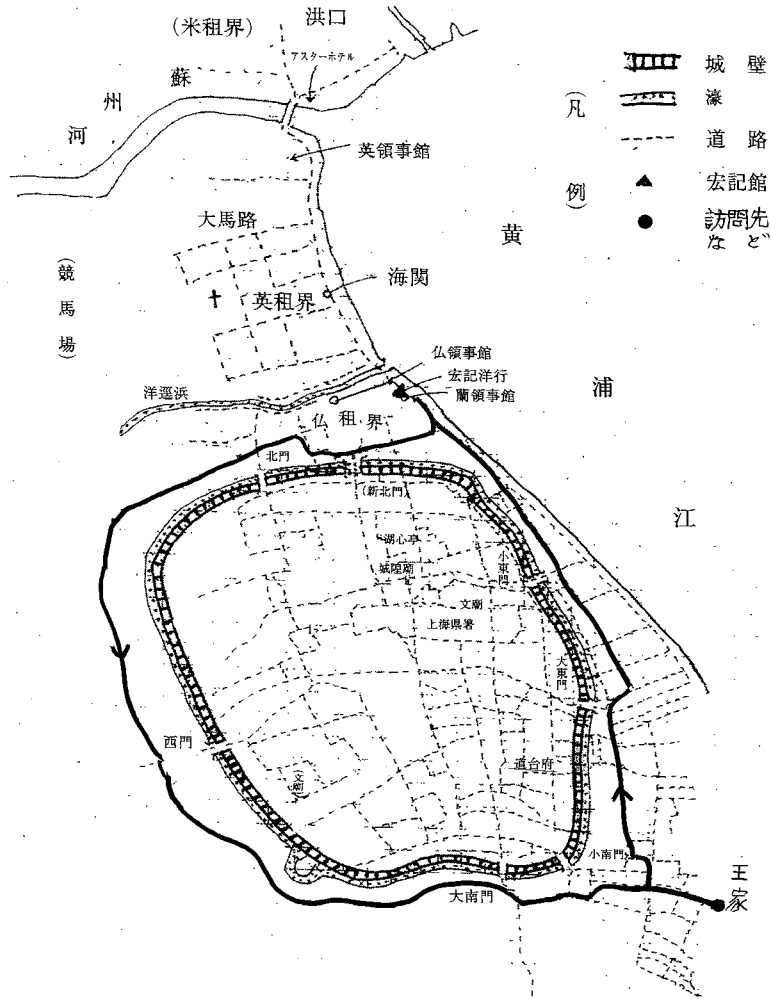 (米租界)
洪口
アスターホテル
蘇
州
河
英領事館
大馬路
(競馬場)
英租界
海関
黄
浦
江
(凡例)
城壁
濠
道路
宏記館
訪問先
など
仏領事館
宏記洋行
蘭領事館
洋逕浜
仏租界
北門
(新北門)
湖心亭
城隍廟
小東門
文廟
上海県署
大東門
西門
(文廟)
道台府
小南門
大南門
王家